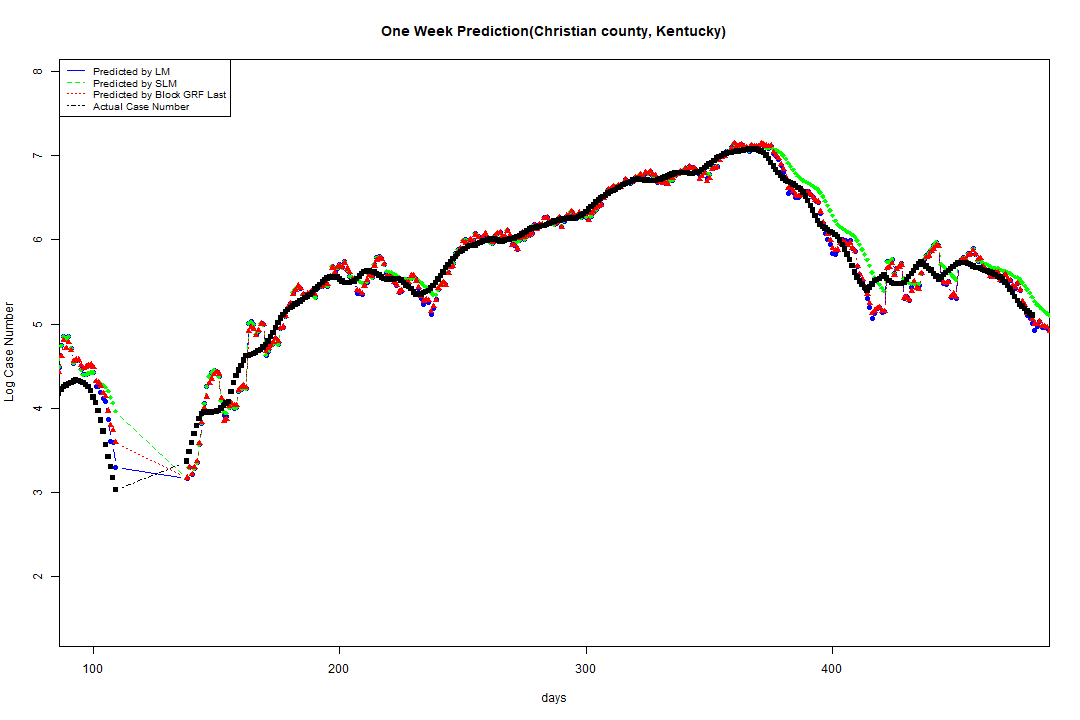 One Week Prediction(Christian county, Kentucky)
Predicted by LM
Predicted by SLM
Predicted by Block GRF Last
Actual Case Number
8
7
6
5
4
3
2
Log Case Number
100 200 300 400
days